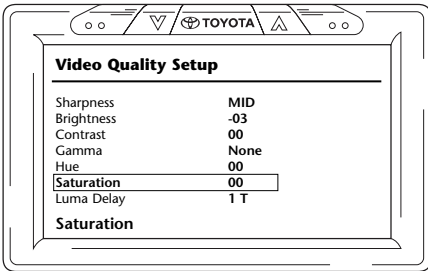 TOYOTA
Video Quality Setup
Sharpness MID
Brightness -03
Contrast 00
Gamma None
Hue 00
Saturation 00
Luma Delay 1 T
Saturation